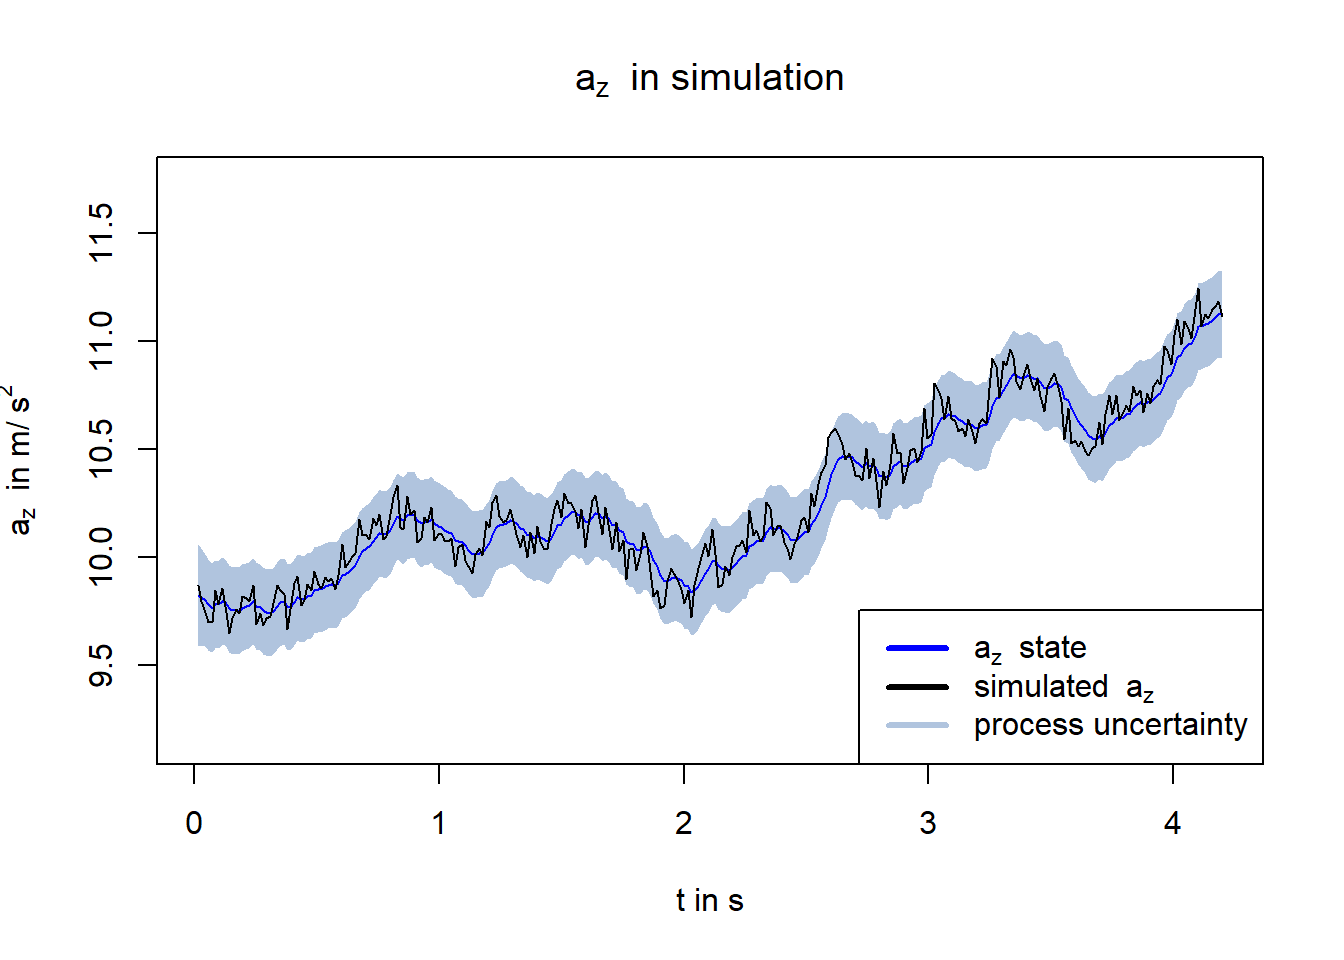 a_z in simulation
a_z in m/s²
11.5
11.0
10.5
10.0
9.5
a_z state
simulated a_z
process uncertainty
0 1 2 3 4
t in s